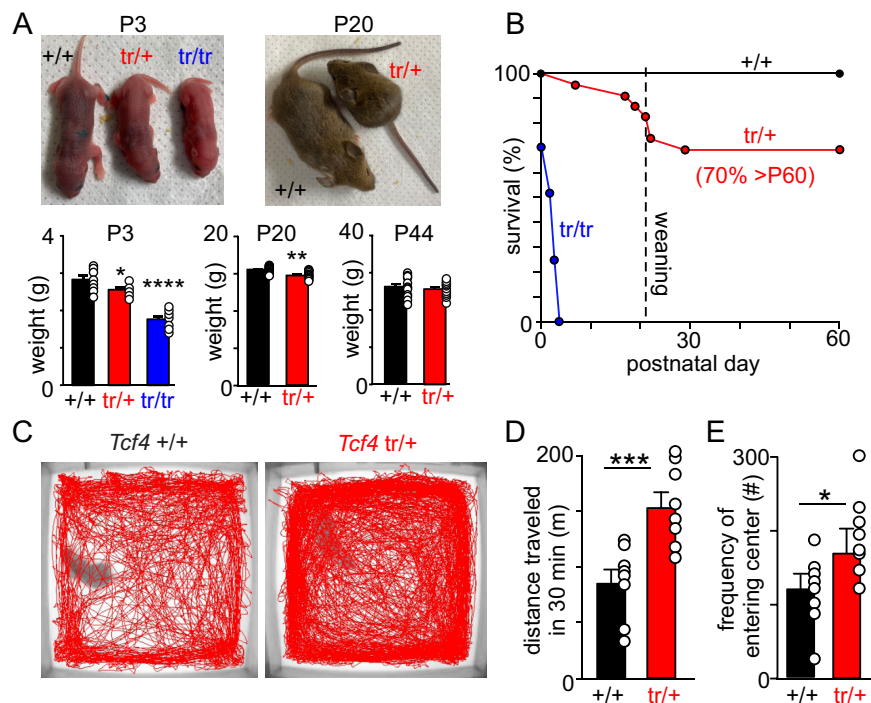 A
P3
P20
+/+
tr/+
tr/tr
tr/+
+/+
P3
P20
P44
weight (g)
4
0
*
****
+/+
tr/+
tr/tr
weight (g)
20
0
**
+/+
tr/+
weight (g)
40
0
+/+
tr/+
B
survival (%)
100
0
+/+
tr/+
(70% >P60)
tr/tr
weaning
0
30
60
postnatal day
C
Tcf4 +/+
Tcf4 tr/+
D
distance traveled
in 30 min (m)
200
0
***
+/+
tr/+
E
frequency of
entering center (#)
300
0
*
+/+
tr/+